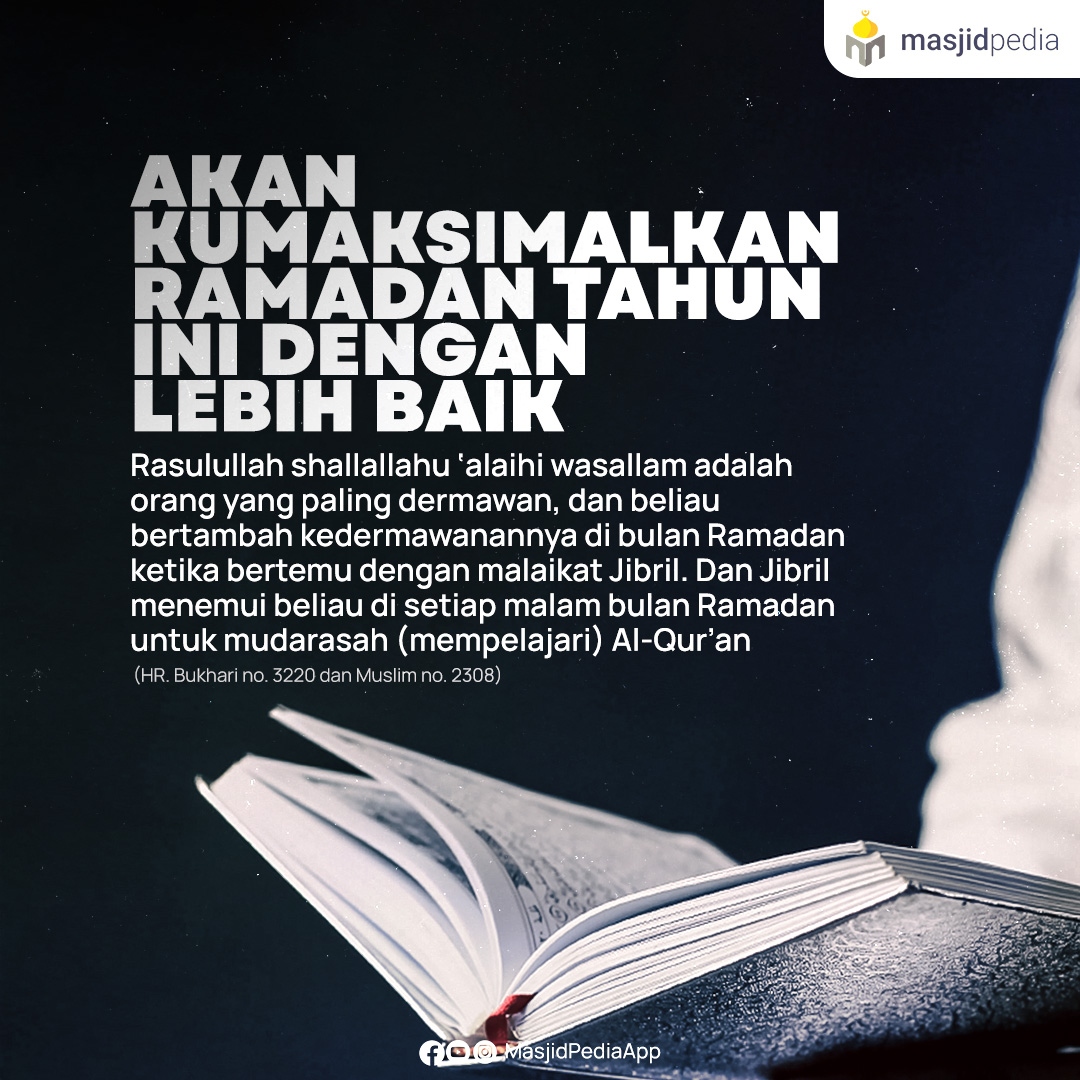 masjidpedia
AKAN
KUMAKSIMALKAN
RAMADAN TAHUN
INI DENGAN
LEBIH BAIK
Rasulullah shallallahu ‘alaihi wasallam adalah
orang yang paling dermawan, dan beliau
bertambah kedermawanannya di bulan Ramadan
ketika bertemu dengan malaikat Jibril. Dan Jibril
menemui beliau di setiap malam bulan Ramadan
untuk mudarasah (mempelajari) Al-Qur’an
(HR. Bukhari no. 3220 dan Muslim no. 2308)
MasjidPediaApp